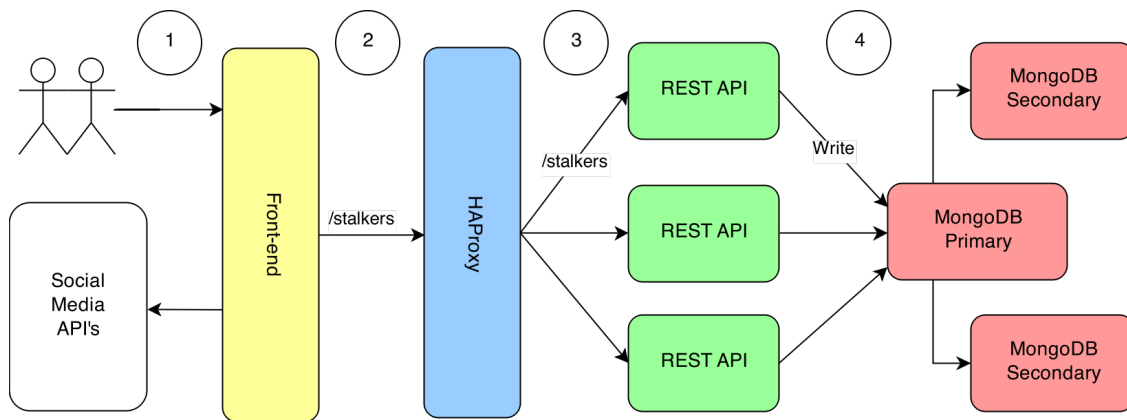 1
2
3
4
Front-end
Social
Media
API's
/stalkers
HAProxy
/stalkers
REST API
REST API
REST API
Write
MongoDB
Secondary
MongoDB
Primary
MongoDB
Secondary